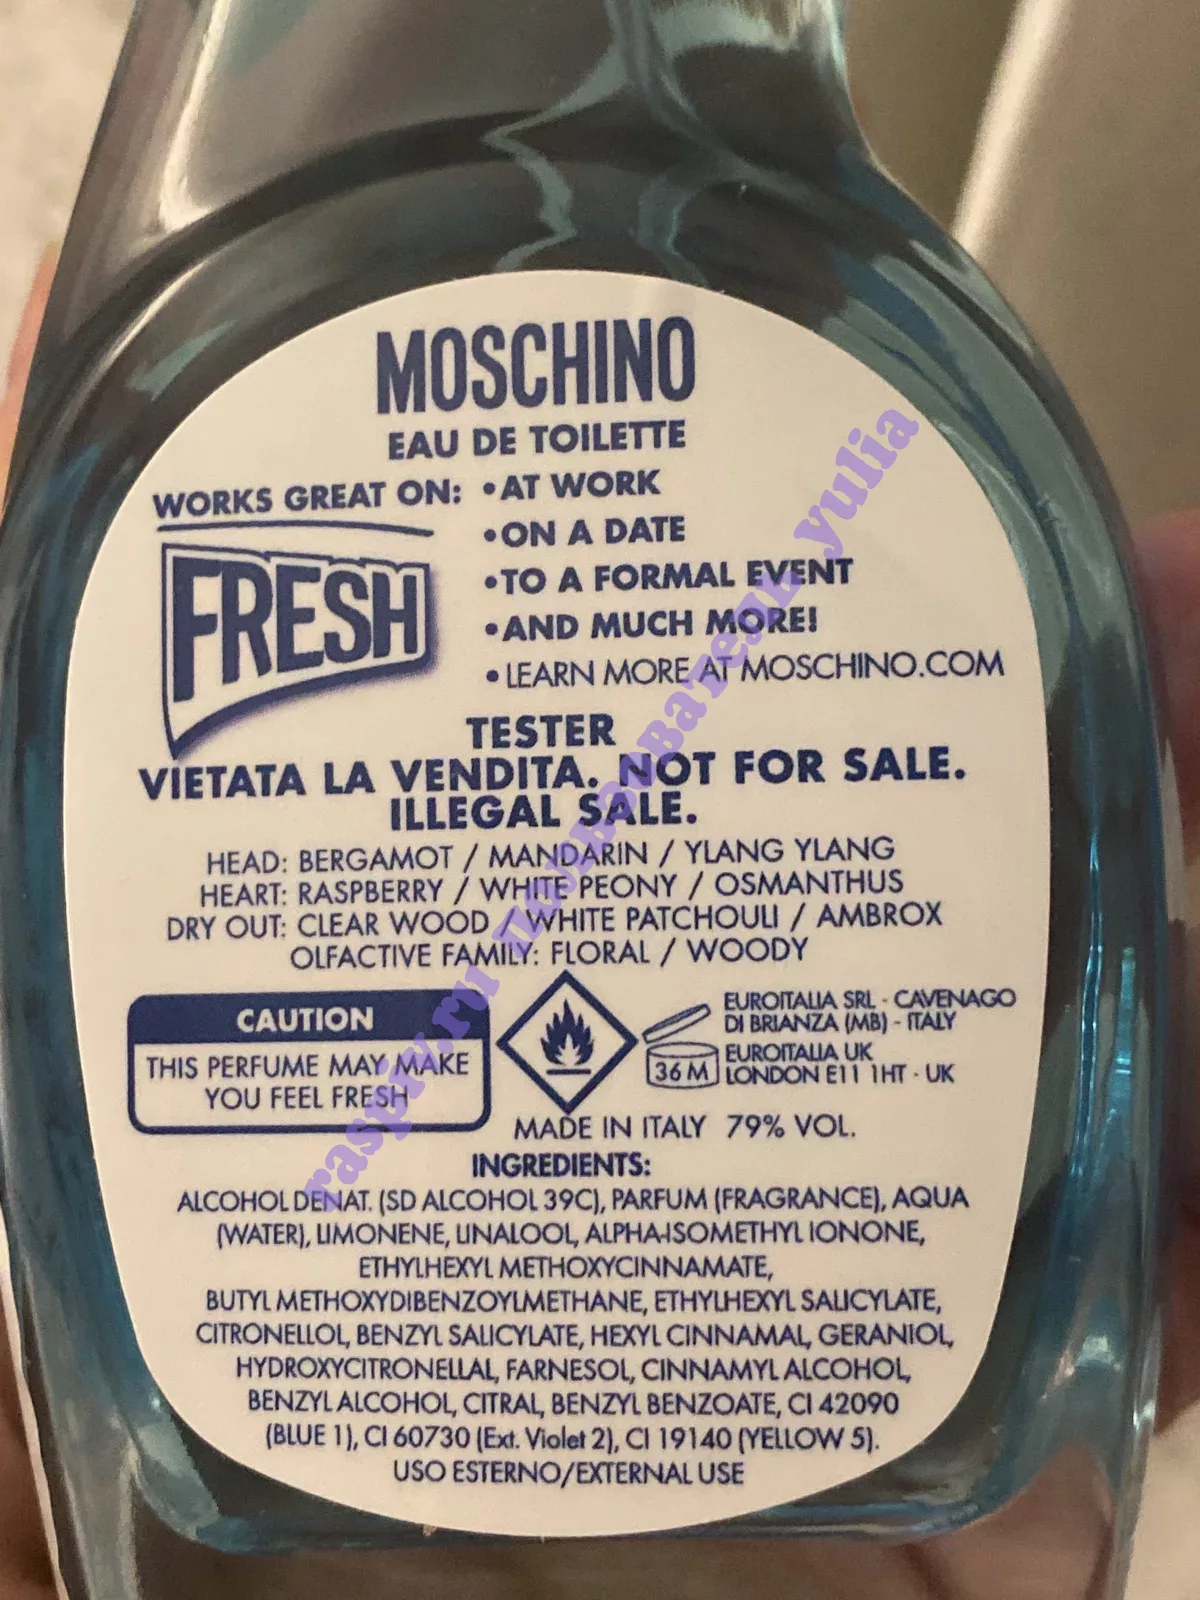 MOSCHINO
EAU DE TOILETTE
WORKS GREAT ON: •AT WORK
•ON A DATE
•TO A FORMAL EVENT
•AND MUCH MORE!
•LEARN MORE AT MOSCHINO.COM
FRESH
TESTER
VIETATA LA VENDITA. NOT FOR SALE.
ILLEGAL SALE.
HEAD: BERGAMOT / MANDARIN / YLANG YLANG
HEART: RASPBERRY / WHITE PEONY / OSMANTHUS
DRY OUT: CLEAR WOOD / WHITE PATCHOULI / AMBROX
OLFACTIVE FAMILY: FLORAL / WOODY
CAUTION
THIS PERFUME MAY MAKE
YOU FEEL FRESH
36 M
EUROITALIA SRL - CAVENAGO
DI BRIANZA (MB) - ITALY
EUROITALIA UK
LONDON E11 1HT - UK
MADE IN ITALY 79% VOL.
INGREDIENTS:
ALCOHOL DENAT. (SD ALCOHOL 39C), PARFUM (FRAGRANCE), AQUA
(WATER), LIMONENE, LINALOOL, ALPHA-ISOMETHYL IONONE,
ETHYLHEXYL METHOXYCINNAMATE,
BUTYL METHOXYDIBENZOYLMETHANE, ETHYLHEXYL SALICYLATE,
CITRONELLOL, BENZYL SALICYLATE, HEXYL CINNAMAL, GERANIOL,
HYDROXYCITRONELLAL, FARNESOL, CINNAMYL ALCOHOL,
BENZYL ALCOHOL, CITRAL, BENZYL BENZOATE, CI 42090
(BLUE 1), CI 60730 (Ext. Violet 2), CI 19140 (YELLOW 5).
USO ESTERNO/EXTERNAL USE
raspiv.ru пользователь yulia